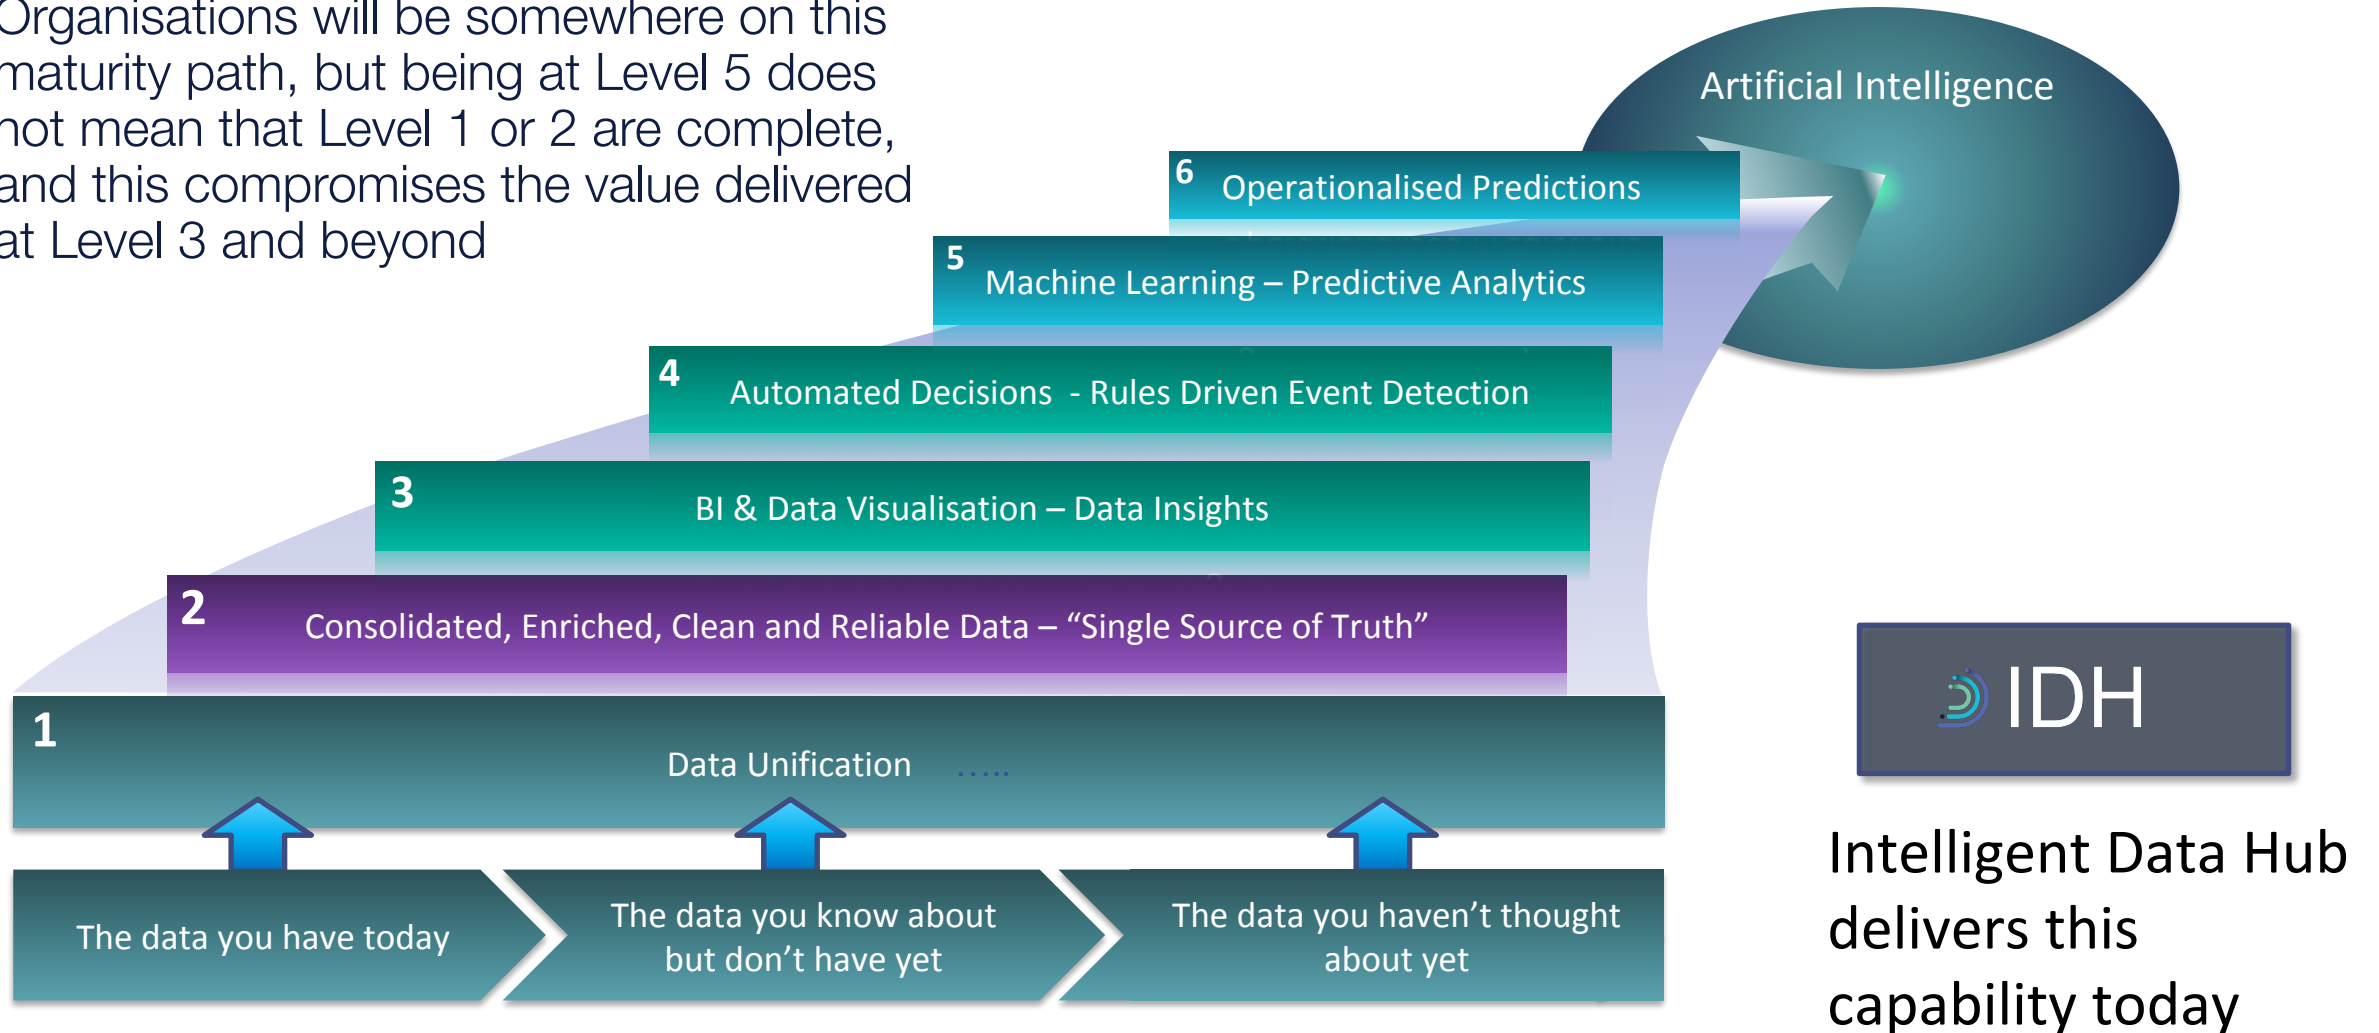 Organisations will be somewhere on this
maturity path, but being at Level 5 does
not mean that Level 1 or 2 are complete,
and this compromises the value delivered
at Level 3 and beyond
Artificial Intelligence
6 Operationalised Predictions
5 Machine Learning – Predictive Analytics
4 Automated Decisions - Rules Driven Event Detection
3 BI & Data Visualisation – Data Insights
2 Consolidated, Enriched, Clean and Reliable Data – “Single Source of Truth”
1 Data Unification …..
The data you have today
The data you know about
but don’t have yet
The data you haven’t thought
about yet
IDH
Intelligent Data Hub
delivers this
capability today